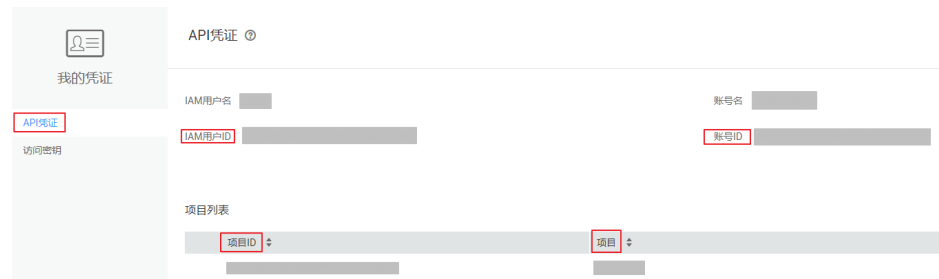 API凭证
我的凭证
IAM用户名
账号名
API凭证
IAM用户ID
账号ID
访问密钥
项目列表
项目ID 项目